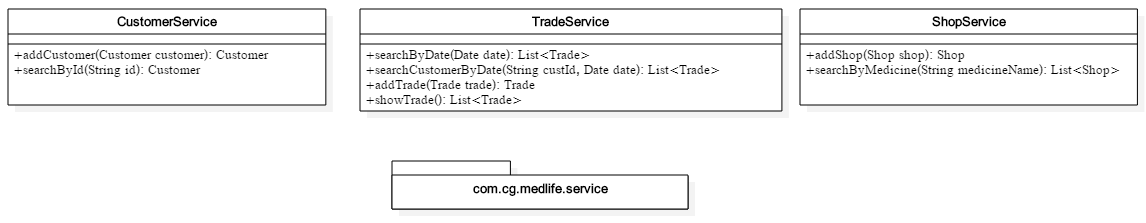 CustomerService
+addCustomer(Customer customer): Customer
+searchById(String id): Customer
TradeService
+searchByDate(Date date): List<Trade>
+searchCustomerByDate(String custId, Date date): List<Trade>
+addTrade(Trade trade): Trade
+showTrade(): List<Trade>
ShopService
+addShop(Shop shop): Shop
+searchByMedicine(String medicineName): List<Shop>
com.cg.medlife.service